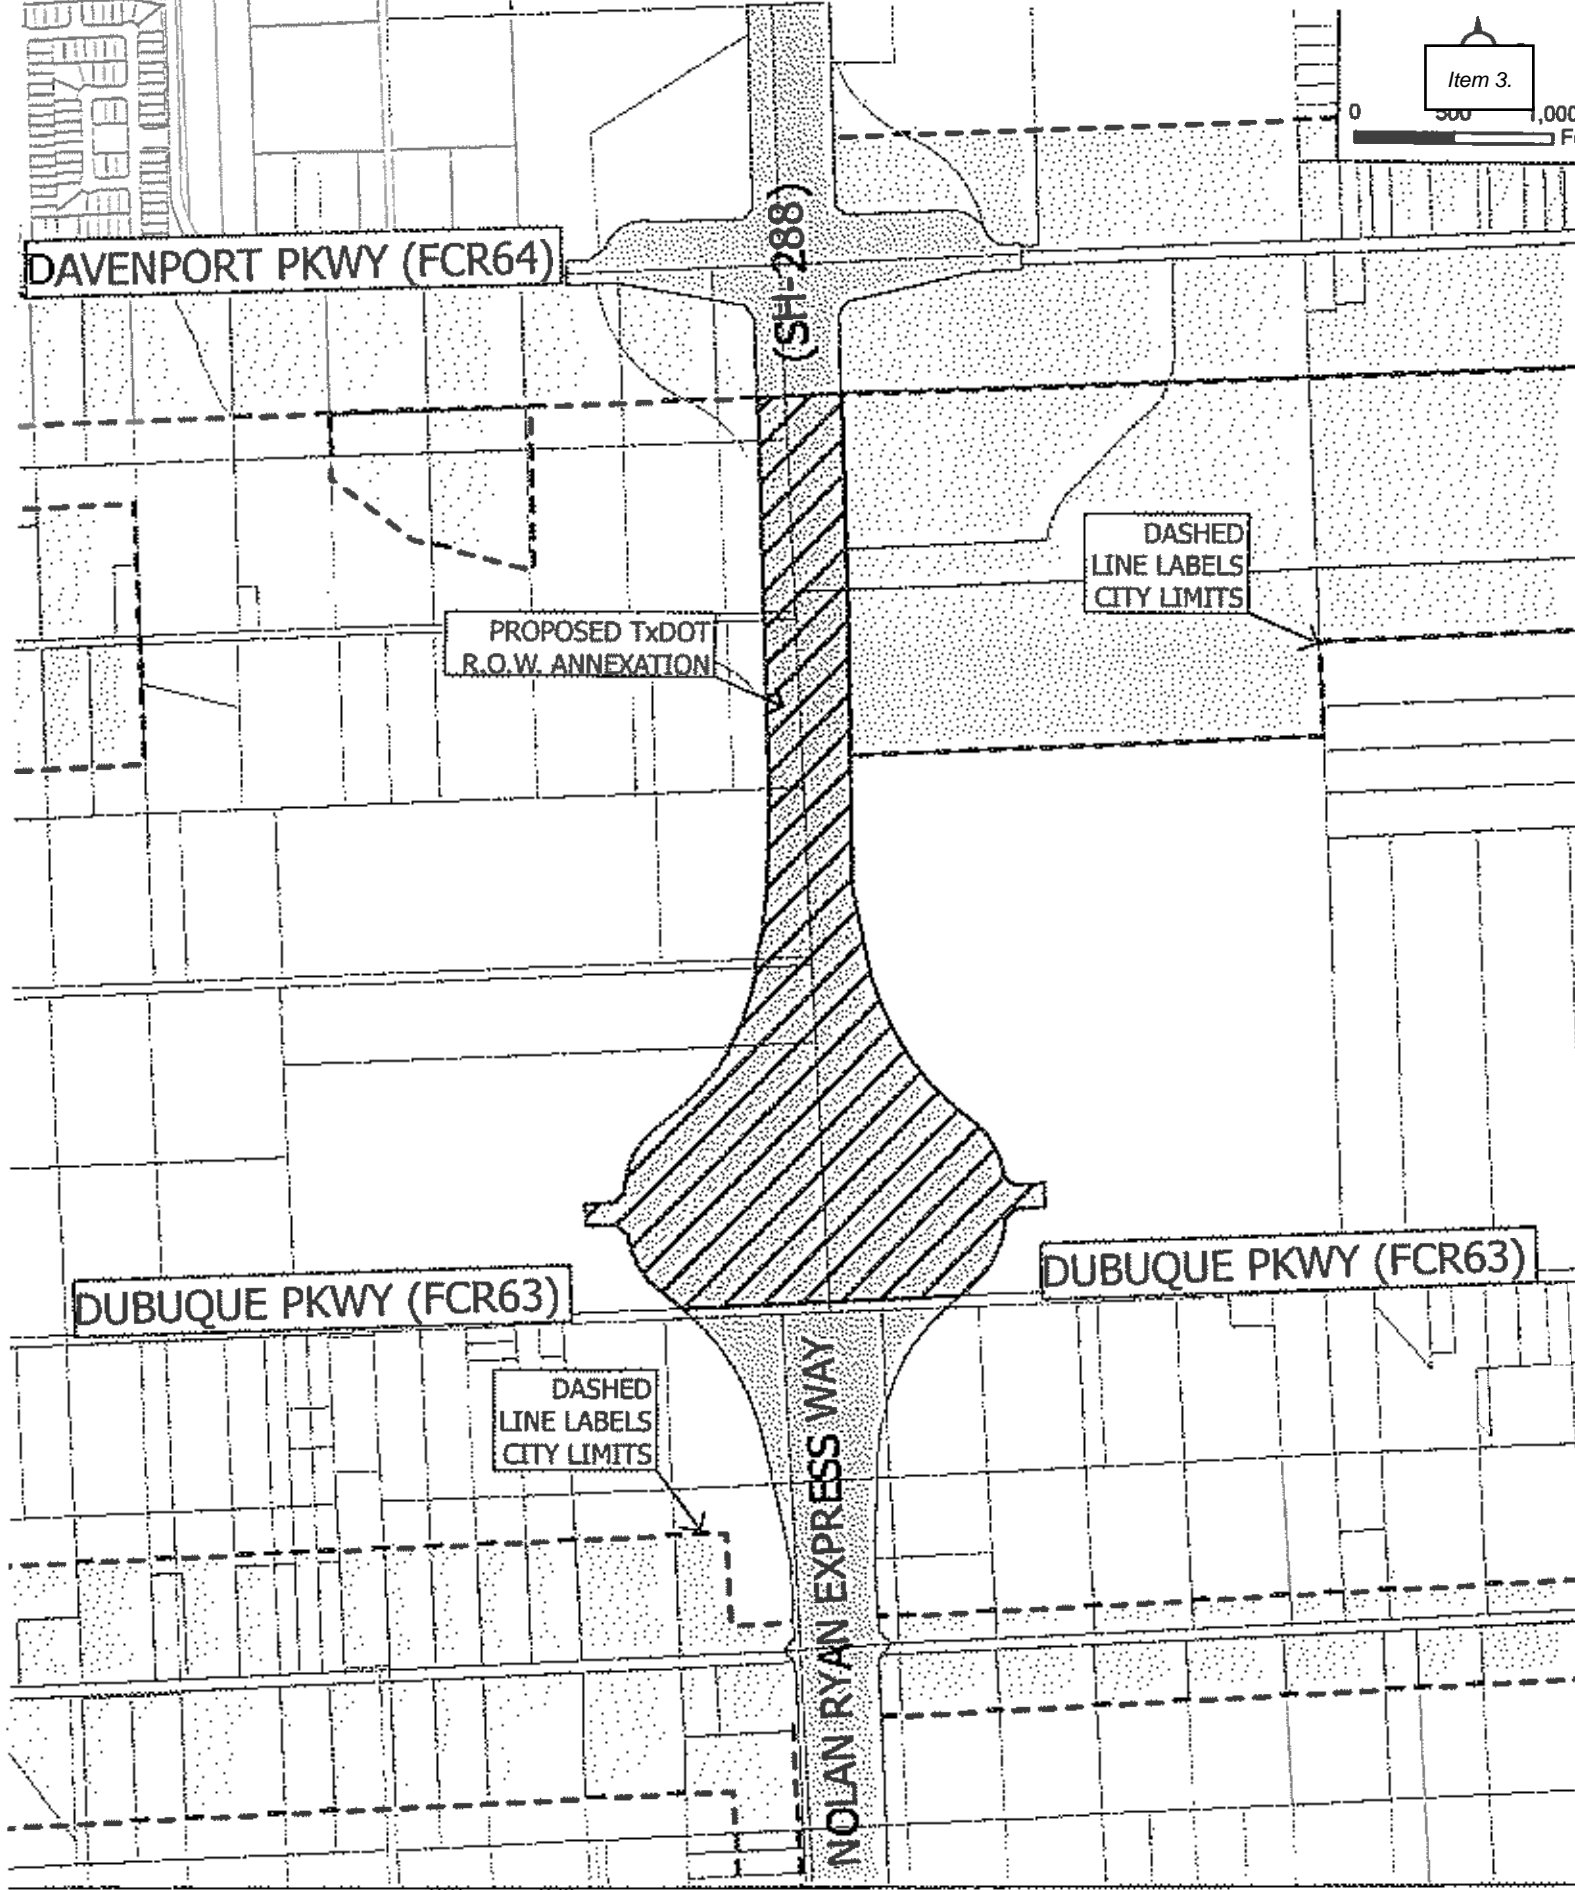 Item 3.
0 500 1,000
DAVENPORT PKWY (FCR64)
(SH-288)
DASHED
LINE LABELS
CITY LIMITS
PROPOSED TxDOT
R.O.W. ANNEXATION
DUBUQUE PKWY (FCR63)
DUBUQUE PKWY (FCR63)
DASHED
LINE LABELS
CITY LIMITS
NOLAN RYAN EXPRESS WAY